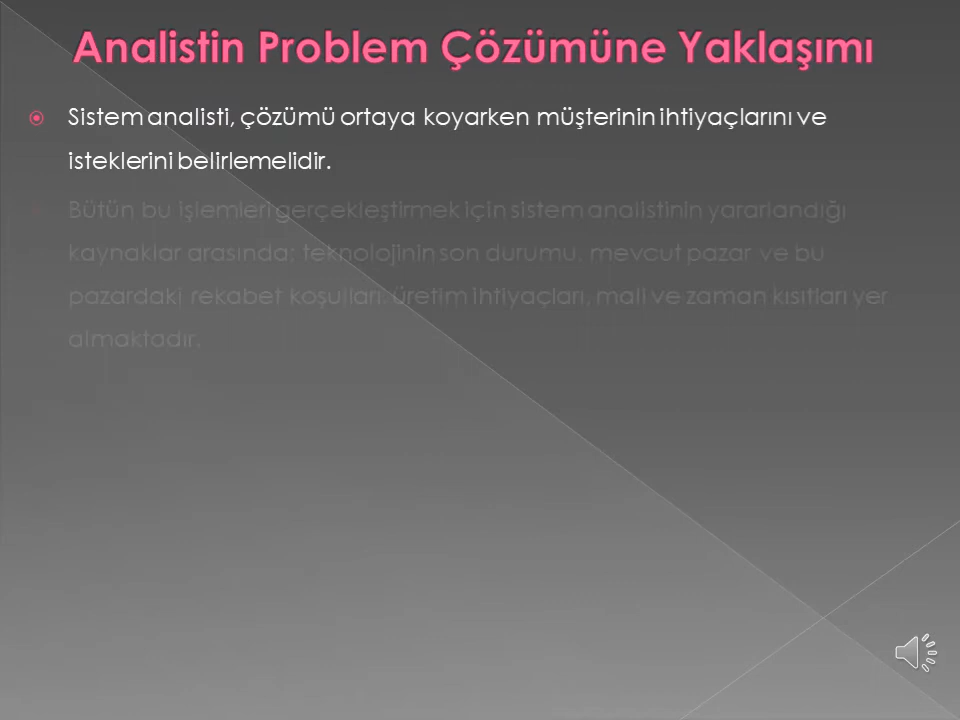 Analistin Problem Çözümüne Yaklaşımı
Sistem analisti, çözümü ortaya koyarken müşterinin ihtiyaçlarını ve
isteklerini belirlemelidir.
Bütün bu işlemleri gerçekleştirmek için sistem analistinin yararlandığı
kaynaklar arasında; teknolojinin son durumu, mevcut pazar ve bu
pazardaki rekabet koşulları, üretim ihtiyaçları, mali ve zaman kısıtları yer
almaktadır.